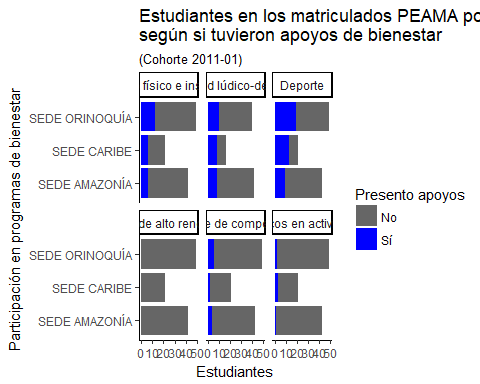 Estudiantes en los matriculados PEAMA po
según si tuvieron apoyos de bienestar
(Cohorte 2011-01)
físico e ins
d lúdico-de
Deporte
SEDE ORINOQUÍA
SEDE CARIBE
SEDE AMAZONÍA
de alto ren
e de compe
os en activ
SEDE ORINOQUÍA
SEDE CARIBE
SEDE AMAZONÍA
0 10 20 30 40 50
0 10 20 30 40 50
0 10 20 30 40 50
Estudiantes
Participación en programas de bienestar
Presento apoyos
No
Sí